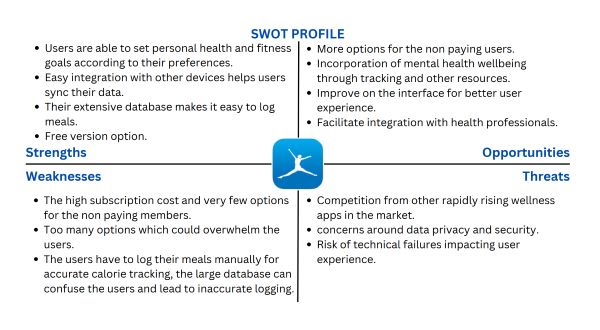 SWOT PROFILE
• Users are able to set personal health and fitness
goals according to their preferences.
• Easy integration with other devices helps users
sync their data.
• Their extensive database makes it easy to log
meals.
• Free version option.
Strengths
• More options for the non paying users.
• Incorporation of mental health wellbeing
through tracking and other resources.
• Improve on the interface for better user
experience.
• Facilitate integration with health professionals.
Opportunities
Weaknesses
• The high subscription cost and very few options
for the non paying members.
• Too many options which could overwhelm the
users.
• The users have to log their meals manually for
accurate calorie tracking, the large database can
confuse the users and lead to inaccurate logging.
Threats
• Competition from other rapidly rising wellness
apps in the market.
• concerns around data privacy and security.
• Risk of technical failures impacting user
experience.